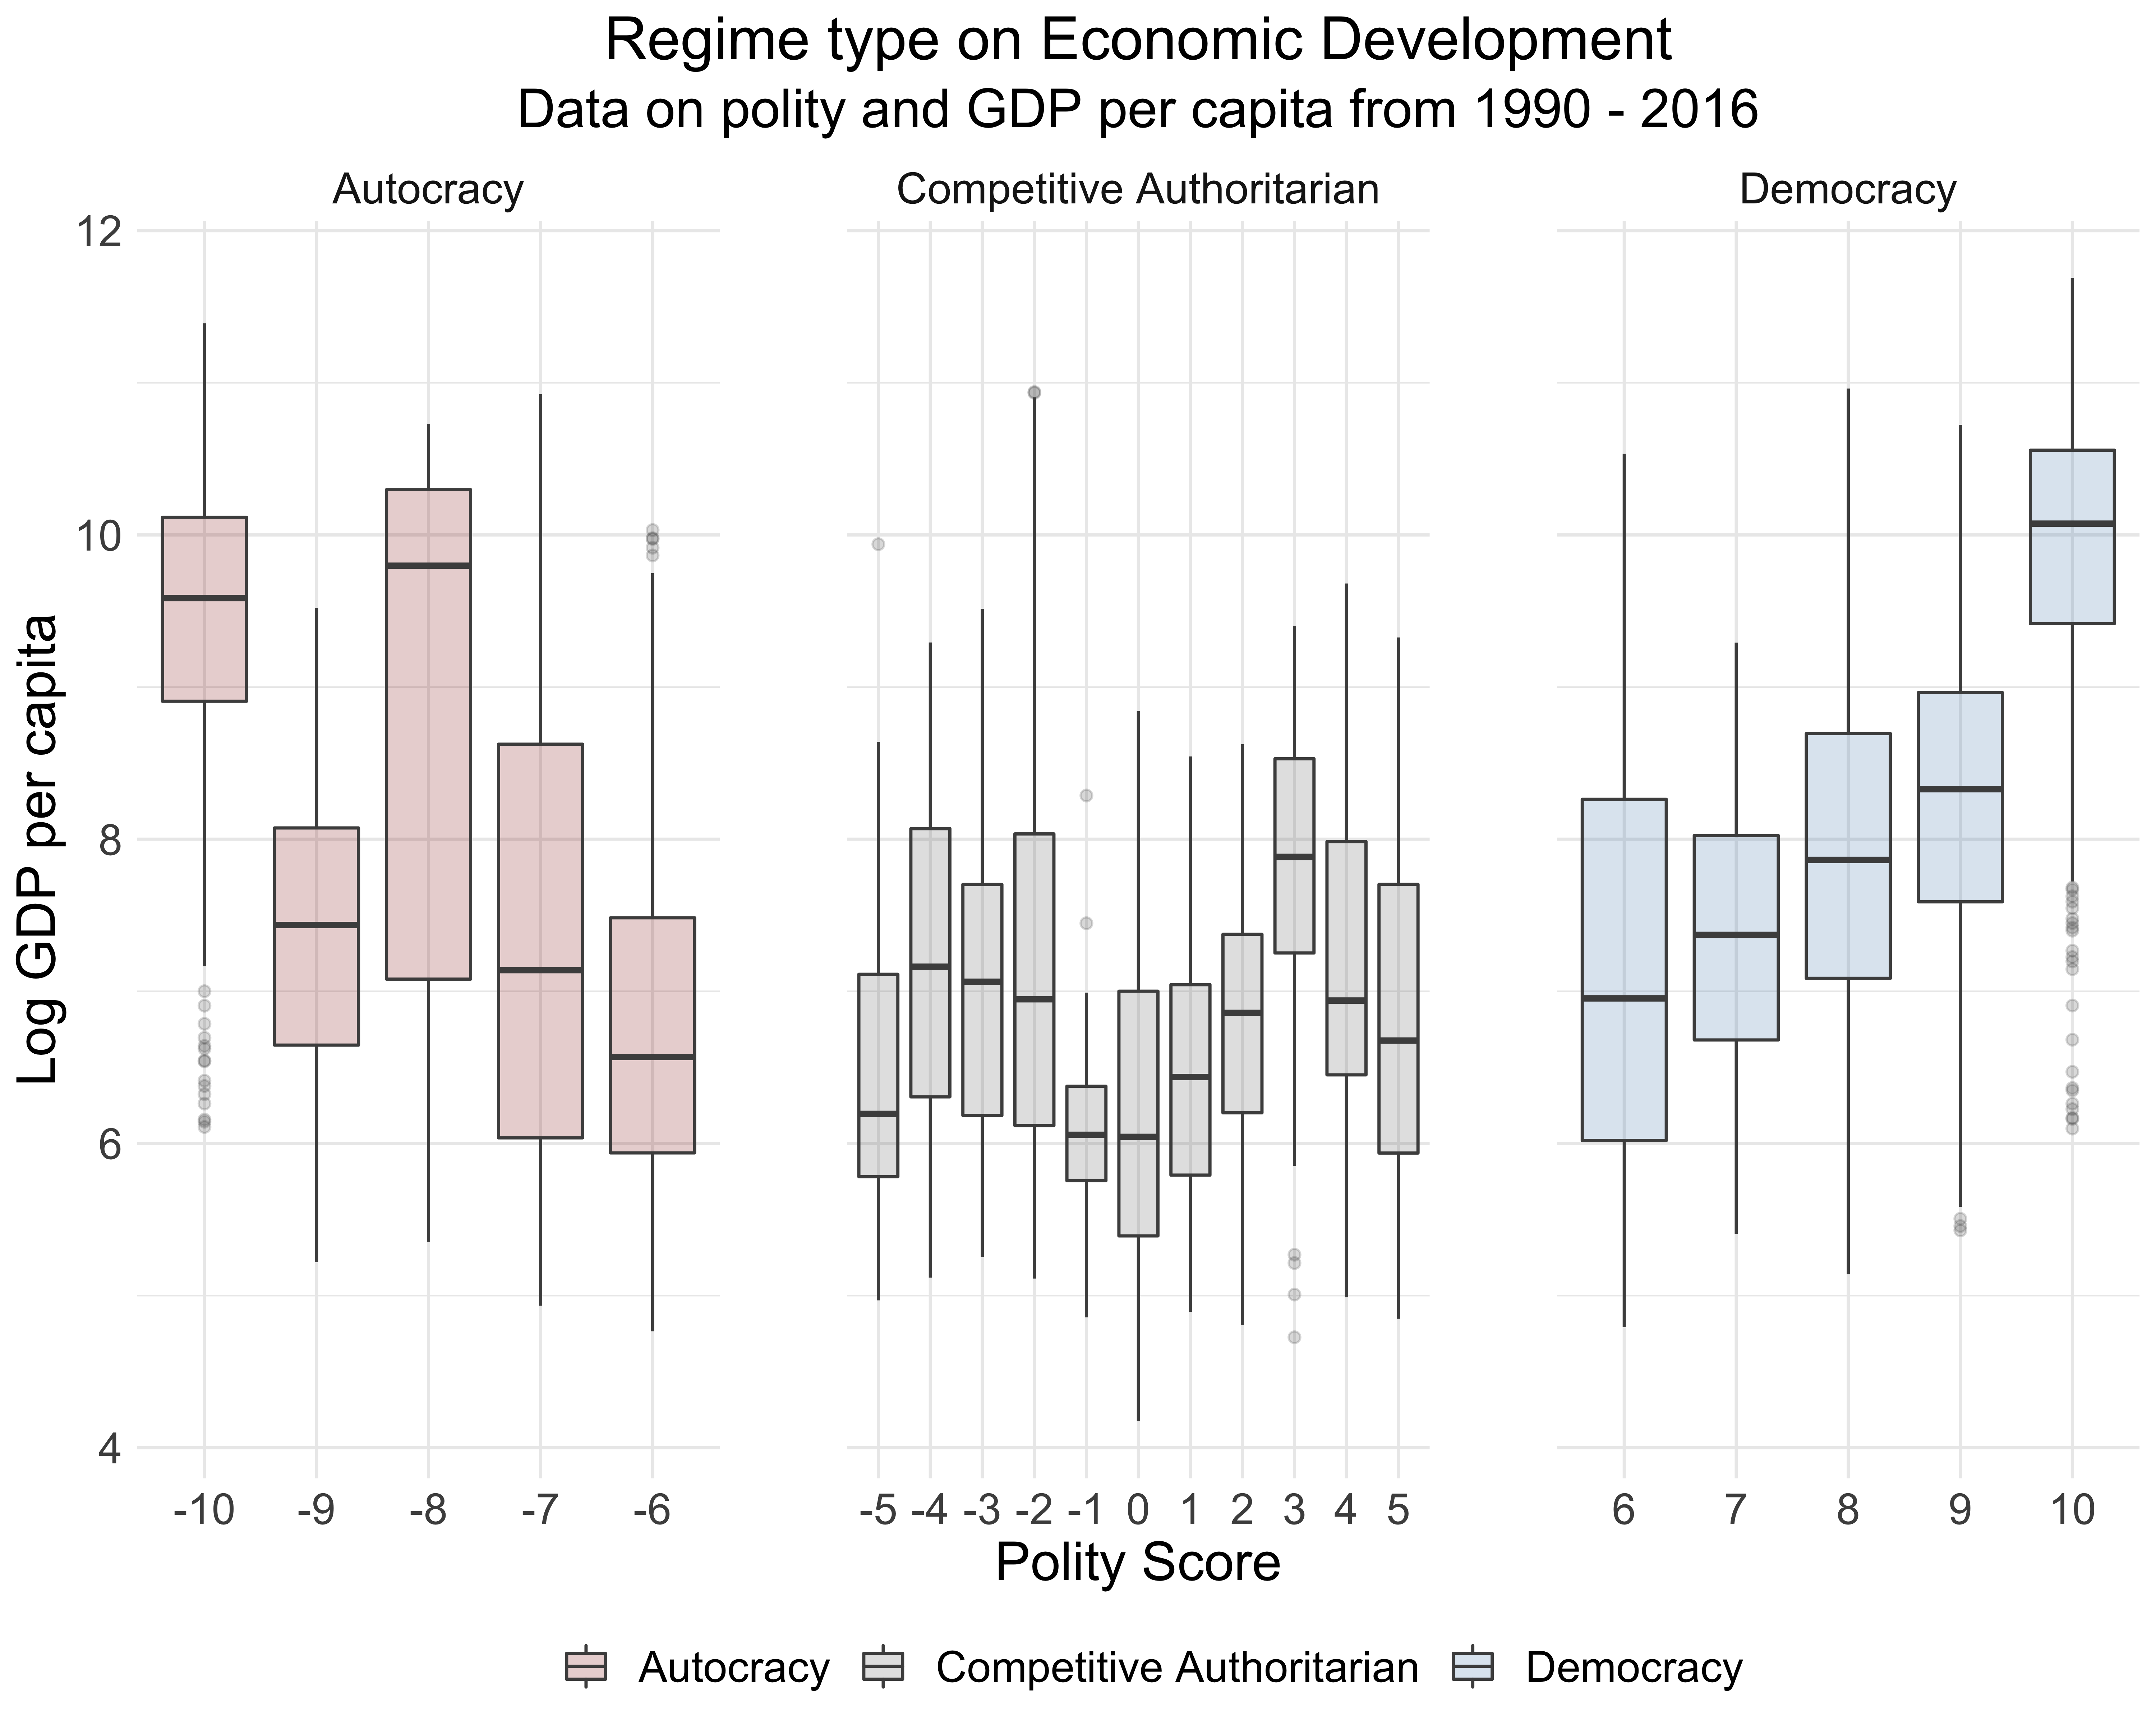 Regime type on Economic Development
Data on polity and GDP per capita from 1990 - 2016
Autocracy
Competitive Authoritarian
Democracy
Log GDP per capita
12
10
8
6
4
-10 -9 -8 -7 -6
-5 -4 -3 -2 -1 0 1 2 3 4 5
6 7 8 9 10
Polity Score
Autocracy Competitive Authoritarian Democracy